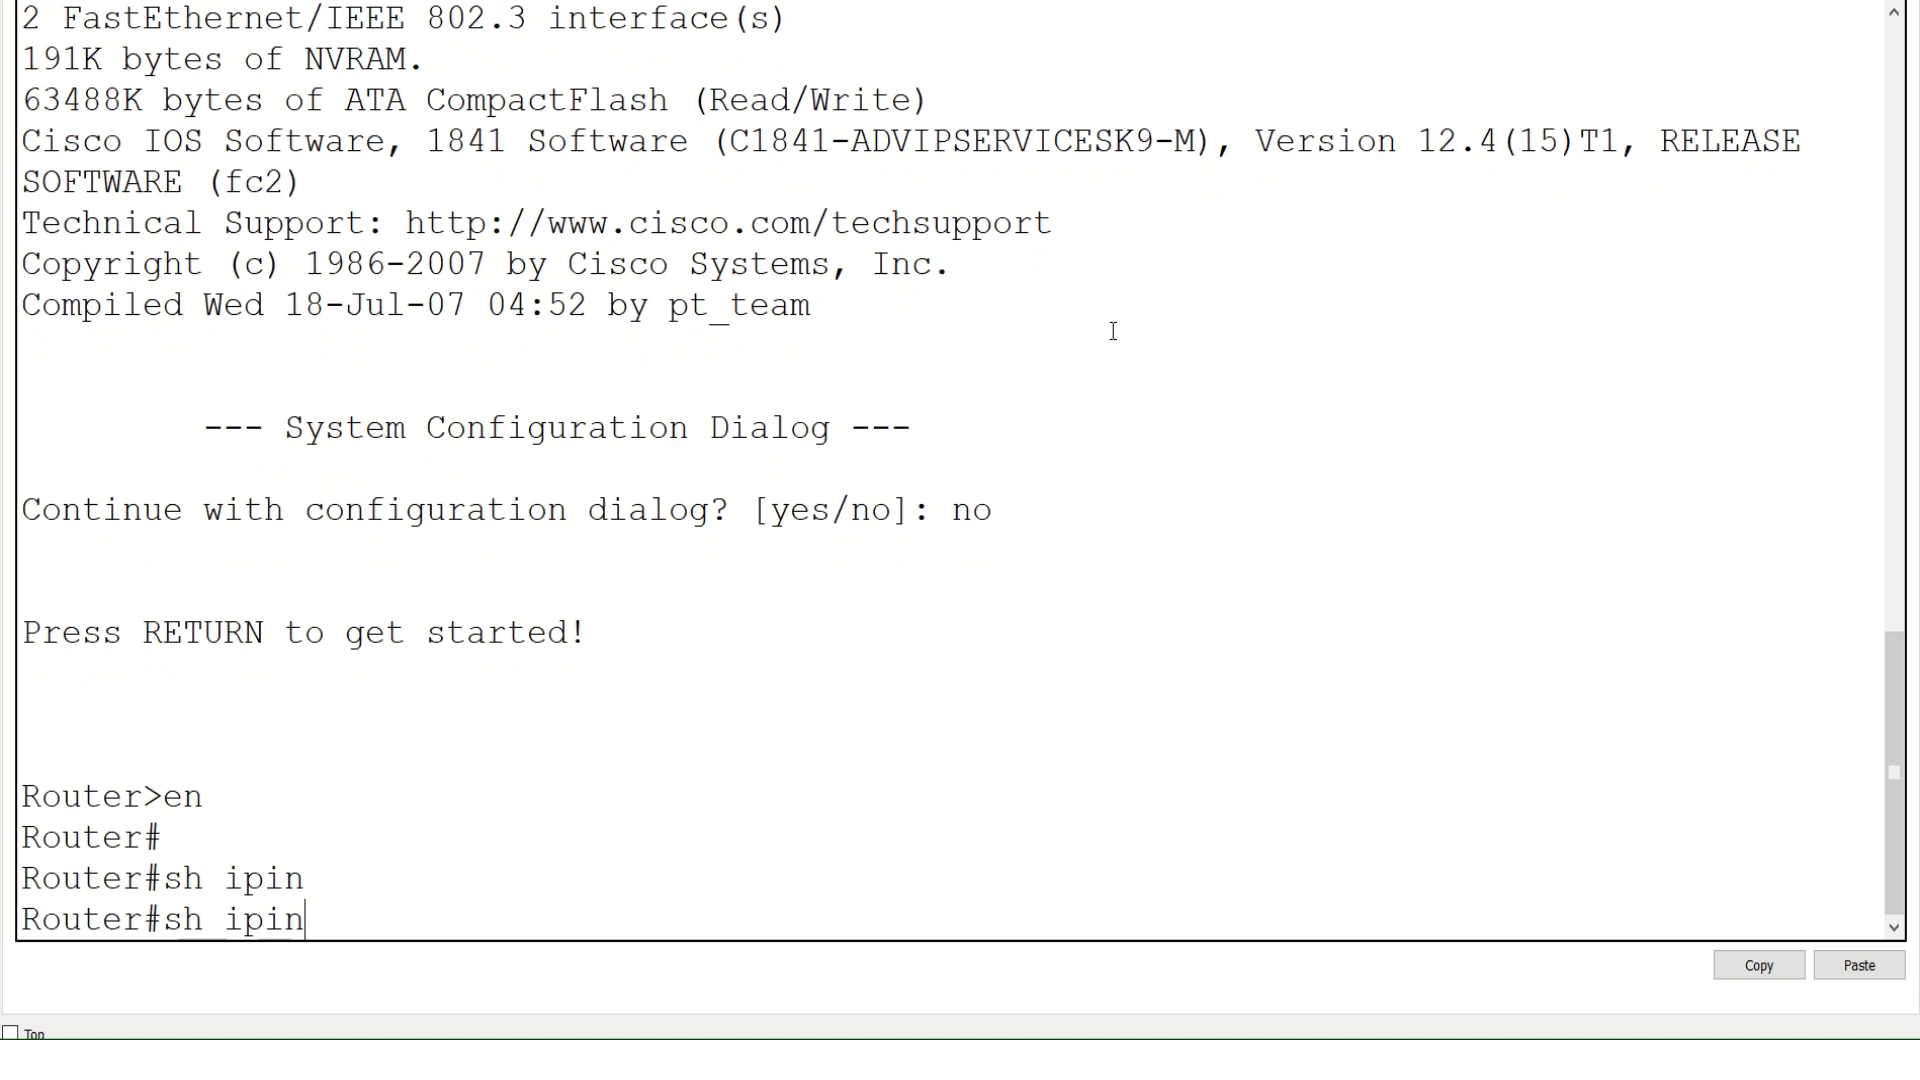 2 FastEthernet/IEEE 802.3 interface(s)
191K bytes of NVRAM.
63488K bytes of ATA CompactFlash (Read/Write)
Cisco IOS Software, 1841 Software (C1841-ADVIPSERVICESK9-M), Version 12.4(15)T1, RELEASE
SOFTWARE (fc2)
Technical Support: http://www.cisco.com/techsupport
Copyright (c) 1986-2007 by Cisco Systems, Inc.
Compiled Wed 18-Jul-07 04:52 by pt_team
--- System Configuration Dialog ---
Continue with configuration dialog? [yes/no]: no
Press RETURN to get started!
Router>en
Router#
Router#sh ipin
Router#sh ipin
Copy Paste
Top